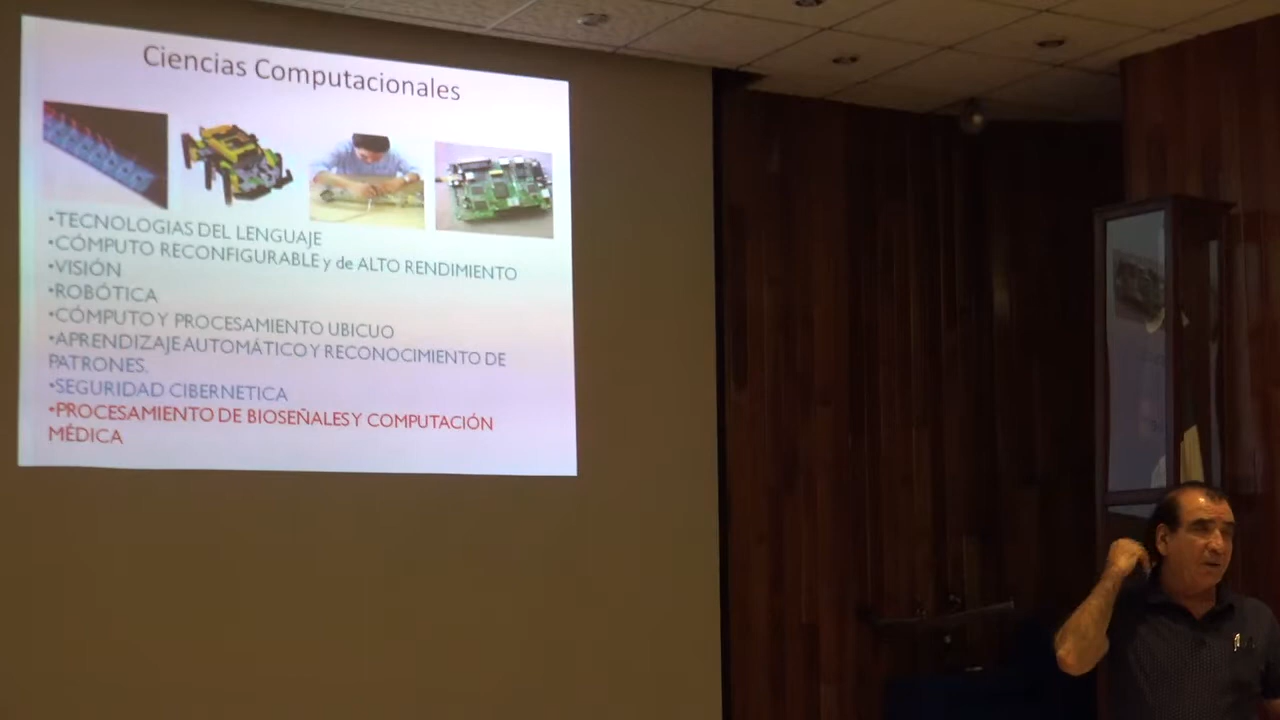 Ciencias Computacionales
•TECNOLOGIAS DEL LENGUAJE
•CÓMPUTO RECONFIGURABLE y de ALTO RENDIMIENTO
•VISIÓN
•ROBÓTICA
•CÓMPUTO Y PROCESAMIENTO UBICUO
•APRENDIZAJE AUTOMÁTICO Y RECONOCIMIENTO DE
PATRONES.
•SEGURIDAD CIBERNETICA
•PROCESAMIENTO DE BIOSEÑALES Y COMPUTACIÓN
MÉDICA